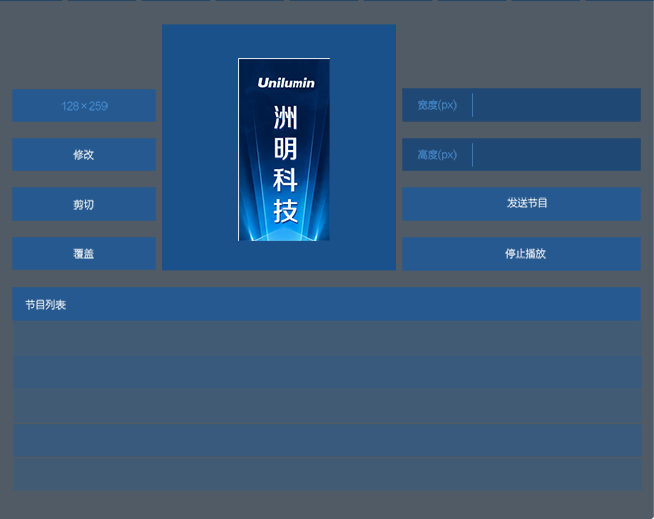 128×259
修改
剪切
覆盖
Unilumin
洲明科技
宽度(px)
高度(px)
发送节目
停止播放
节目列表